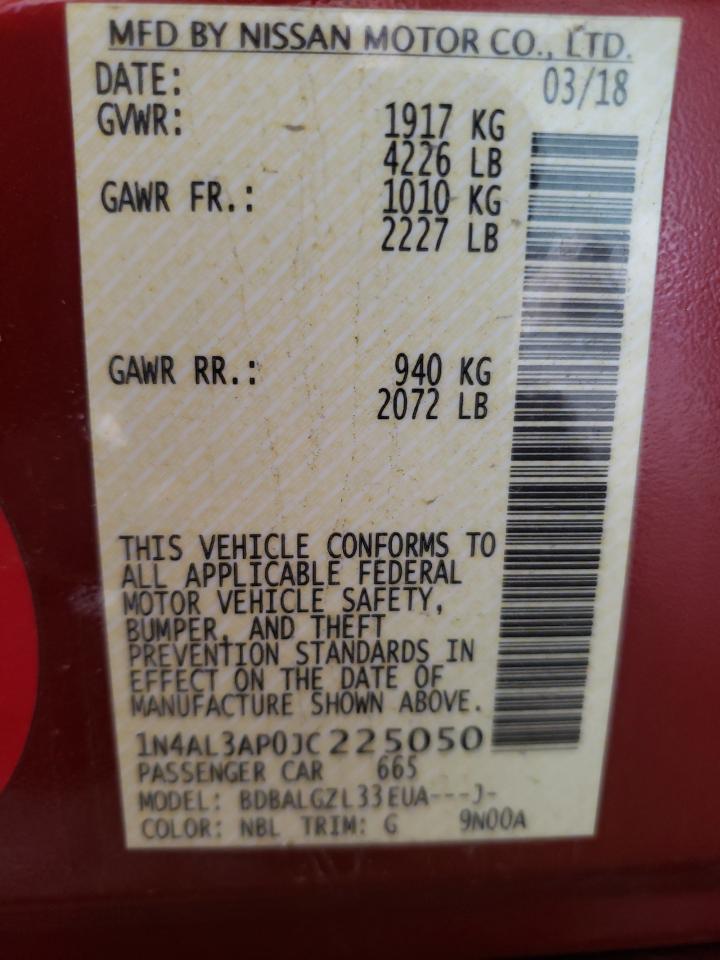 MFD BY NISSAN MOTOR CO., LTD.
DATE: 03/18
GVWR: 1917 KG
4226 LB
GAWR FR.: 1010 KG
2227 LB
GAWR RR.: 940 KG
2072 LB
THIS VEHICLE CONFORMS TO
ALL APPLICABLE FEDERAL
MOTOR VEHICLE SAFETY,
BUMPER, AND THEFT
PREVENTION STANDARDS IN
EFFECT ON THE DATE OF
MANUFACTURE SHOWN ABOVE.
1N4AL3AP0JC225050
PASSENGER CAR 665
MODEL: BDBALGZL33EUA---J-
COLOR: NBL TRIM: G 9N00A